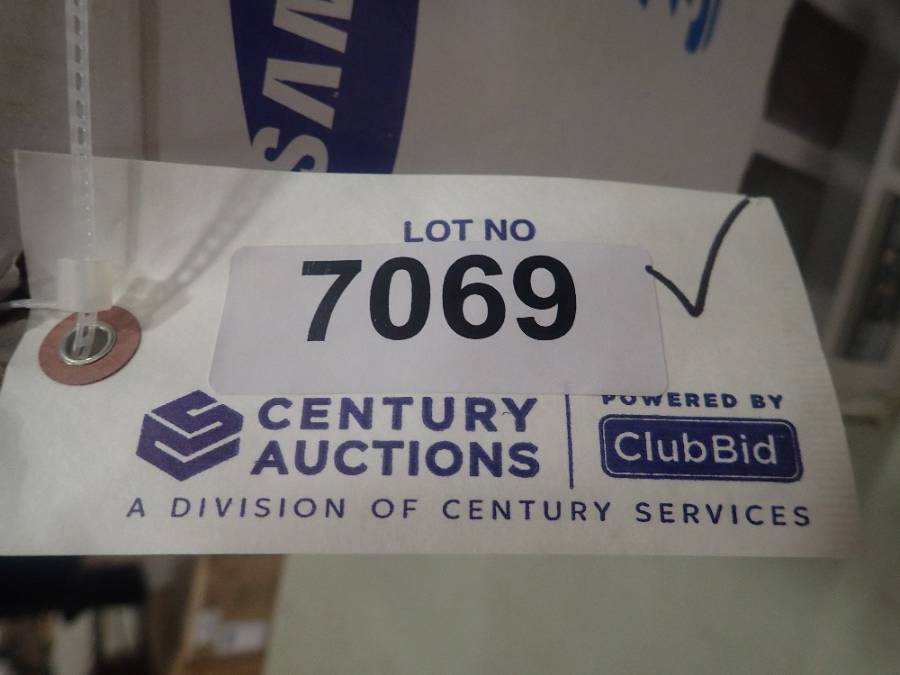 LOT NO
7069
CENTURY
AUCTIONS
POWERED BY
ClubBid
A DIVISION OF CENTURY SERVICES